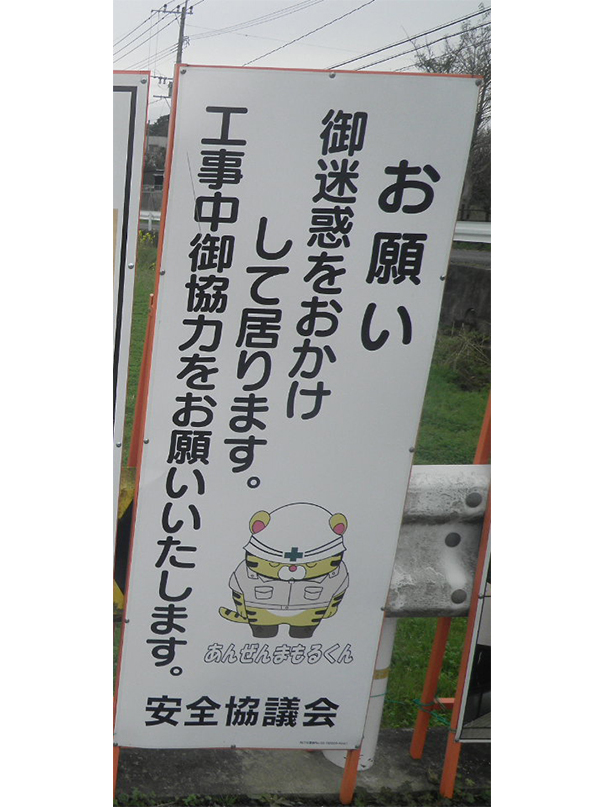 お願い
御迷惑をおかけ
して居ります。
工事中御協力をお願いいたします。
あんぜんまもるくん
安全協議会